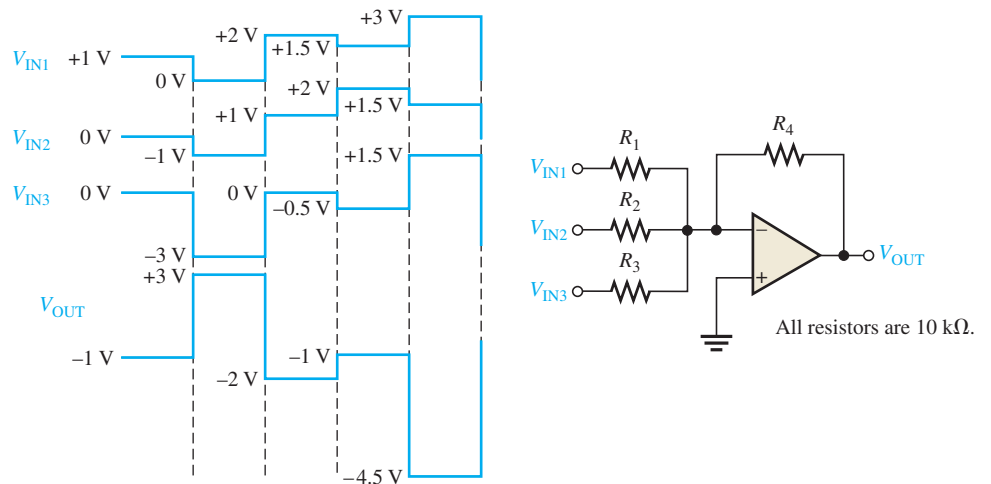 +3 V
+2 V
V_IN1 +1 V
+1.5 V
0 V
+2 V
+1 V
+1.5 V
V_IN2 0 V
–1 V
+1.5 V
V_IN3 0 V
0 V
–0.5 V
–3 V
+3 V
V_OUT
–1 V
–1 V
–2 V
–4.5 V
R_1
R_4
V_IN1
R_2
V_IN2
–
R_3
+
V_OUT
V_IN3
All resistors are 10 kΩ.